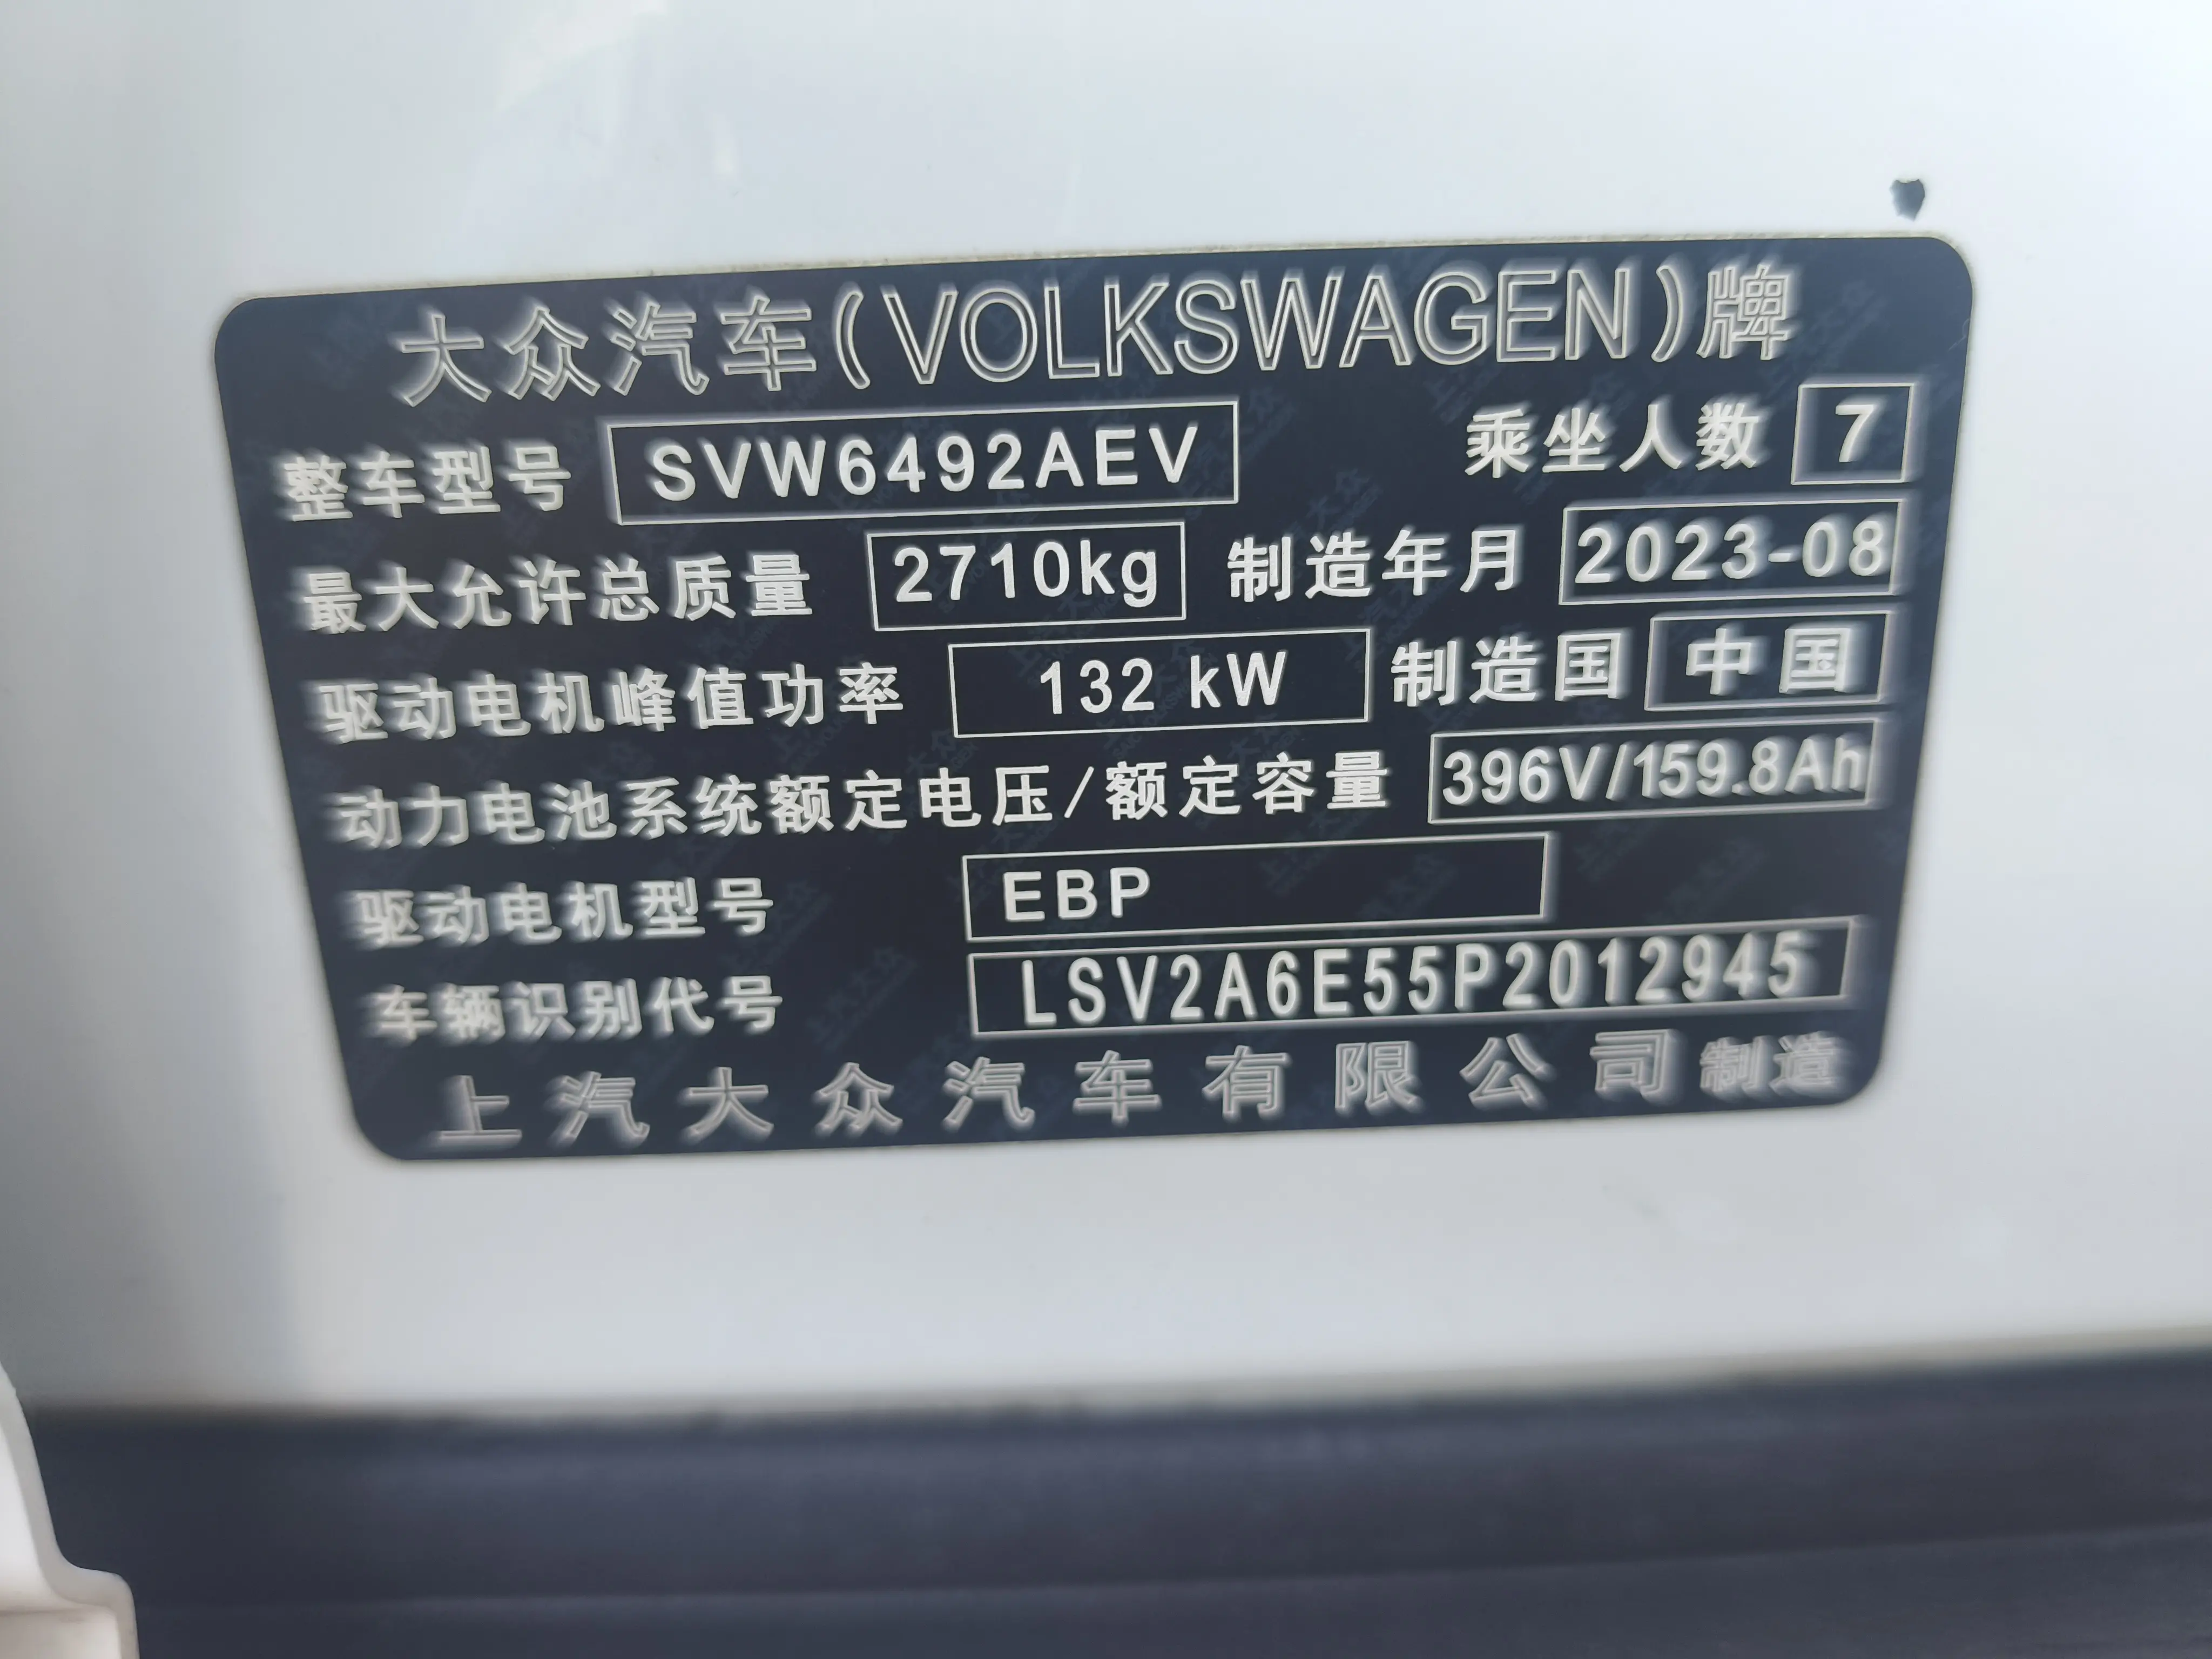 大众汽车(VOLKSWAGEN)牌
整车型号 SVW6492AEV 乘坐人数 7
最大允许总质量 2710kg 制造年月 2023-08
驱动电机峰值功率 132 kW 制造国 中国
动力电池系统额定电压/额定容量 396V/159.8Ah
驱动电机型号 EBP
车辆识别代号 LSV2A6E55P2012945
上汽大众汽车有限公司制造